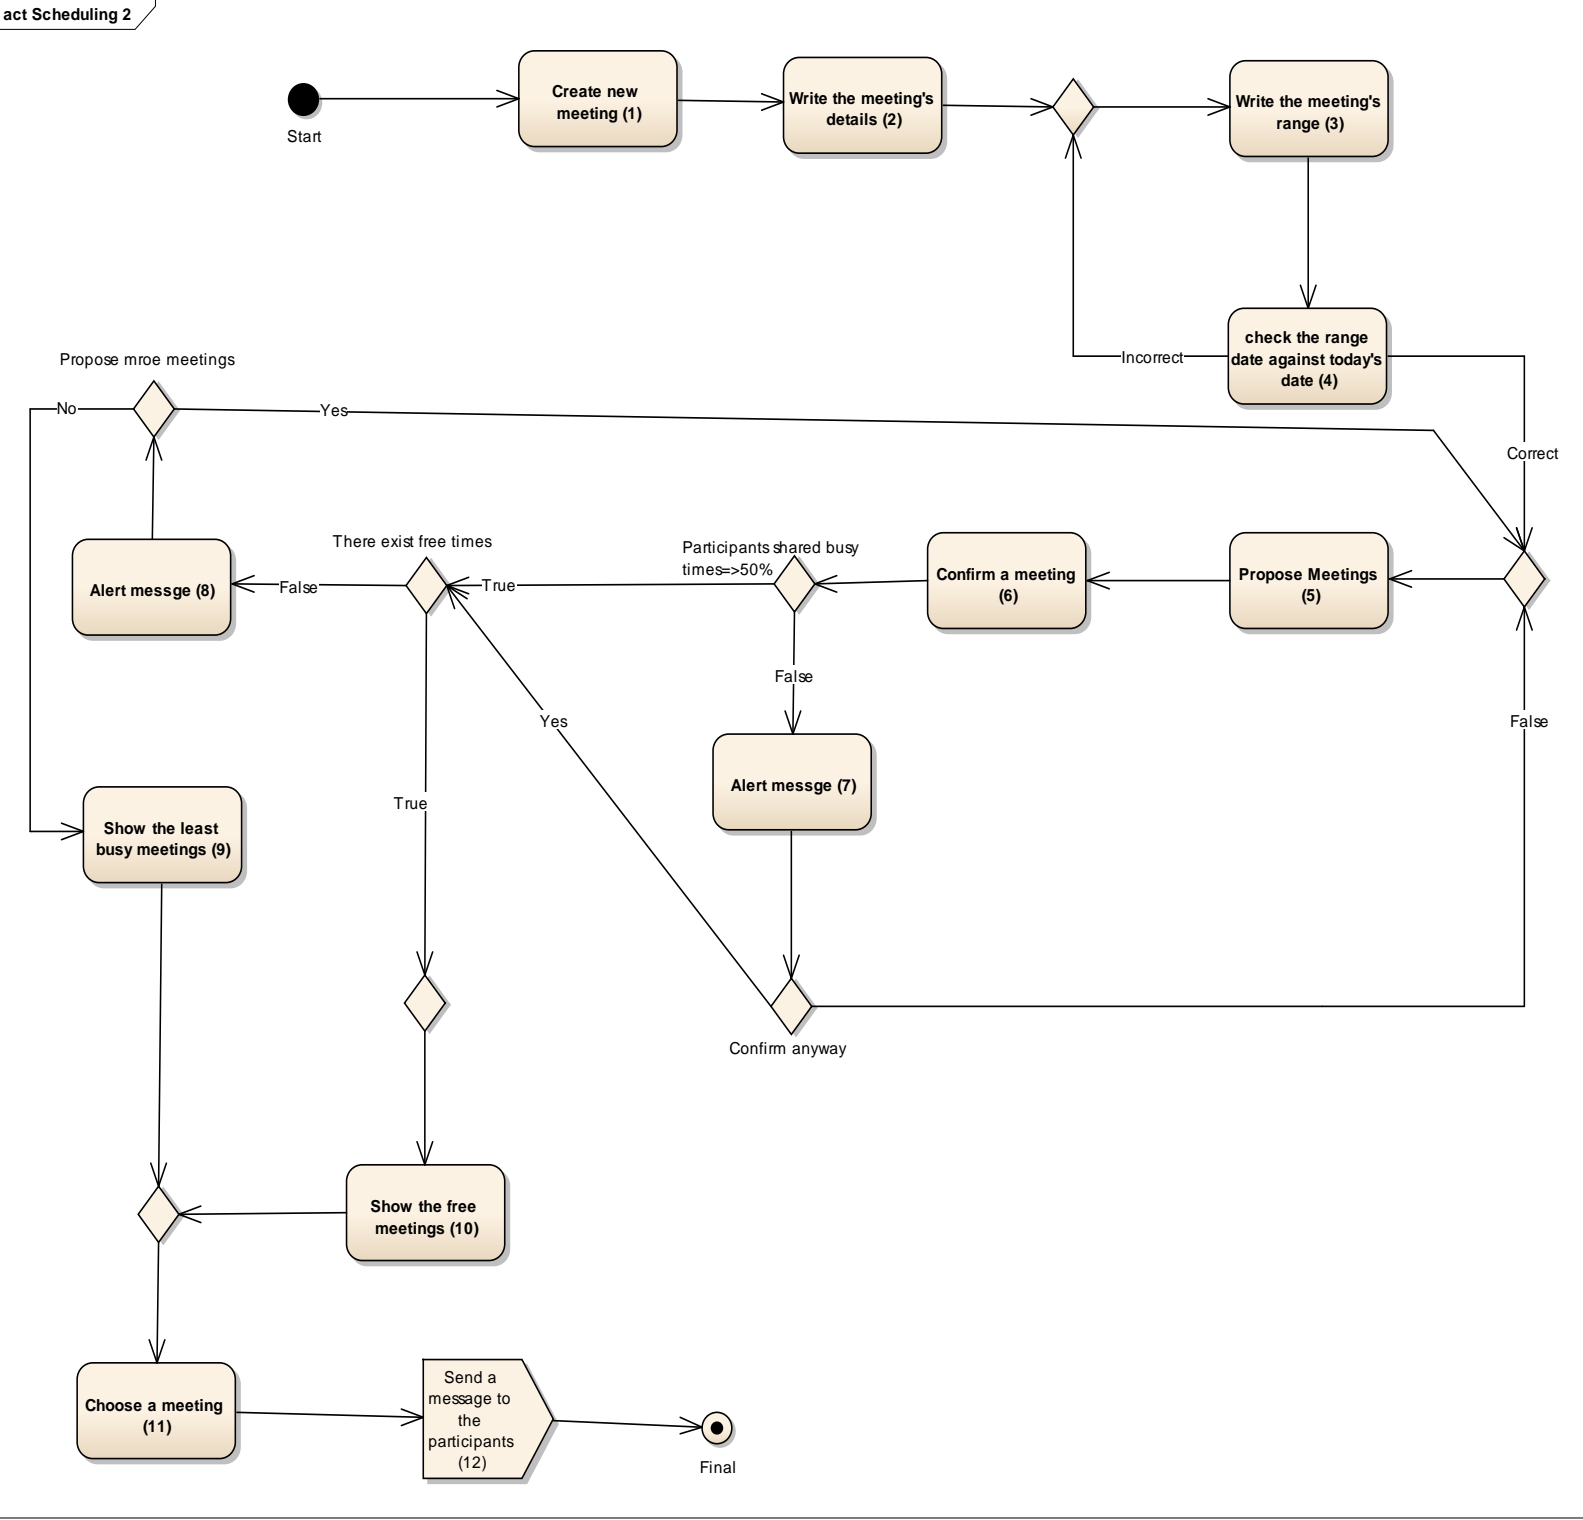 act Scheduling 2
Start
Create new
meeting (1)
Write the meeting's
details (2)
Write the meeting's
range (3)
check the range
date against today's
date (4)
Incorrect
Correct
Propose mroe meetings
No
Yes
Alert messge (8)
False
There exist free times
True
Participants shared busy
times=>50%
Confirm a meeting
(6)
Propose Meetings
(5)
False
Alert messge (7)
Yes
False
True
Show the least
busy meetings (9)
Confirm anyway
Show the free
meetings (10)
Choose a meeting
(11)
Send a
message to
the
participants
(12)
Final